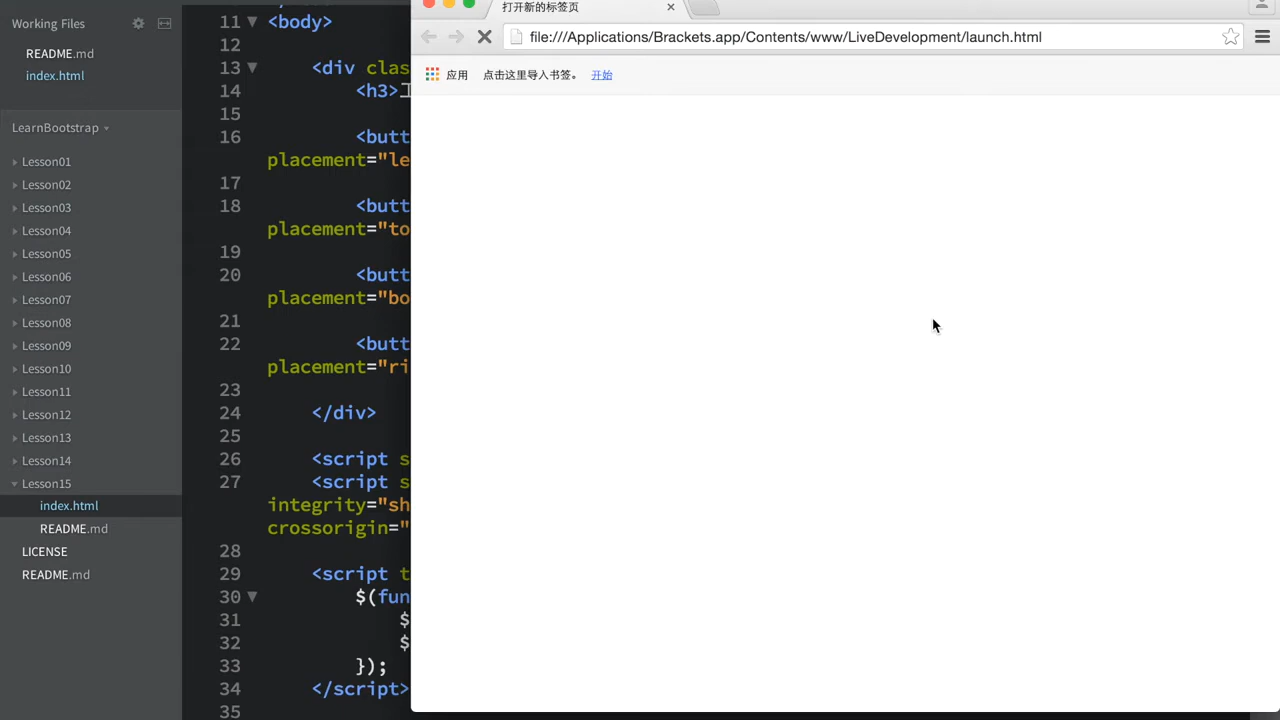 Working Files
README.md
index.html
LearnBootstrap
Lesson01
Lesson02
Lesson03
Lesson04
Lesson05
Lesson06
Lesson07
Lesson08
Lesson09
Lesson10
Lesson11
Lesson12
Lesson13
Lesson14
Lesson15
index.html
README.md
LICENSE
README.md
11 <body>
12
13 <div clas
14 <h3>
15
16 <butt
placement="le
17
18 <butt
placement="to
19
20 <butt
placement="bo
21
22 <butt
placement="ri
23
24 </div>
25
26 <script s
27 <script s
integrity="sh
crossorigin="
28
29 <script t
30 $(fun
31 $
32 $
33 });
34 </script>
35
打开新的标签页
file:///Applications/Brackets.app/Contents/www/LiveDevelopment/launch.html
应用 点击这里导入书签。 开始